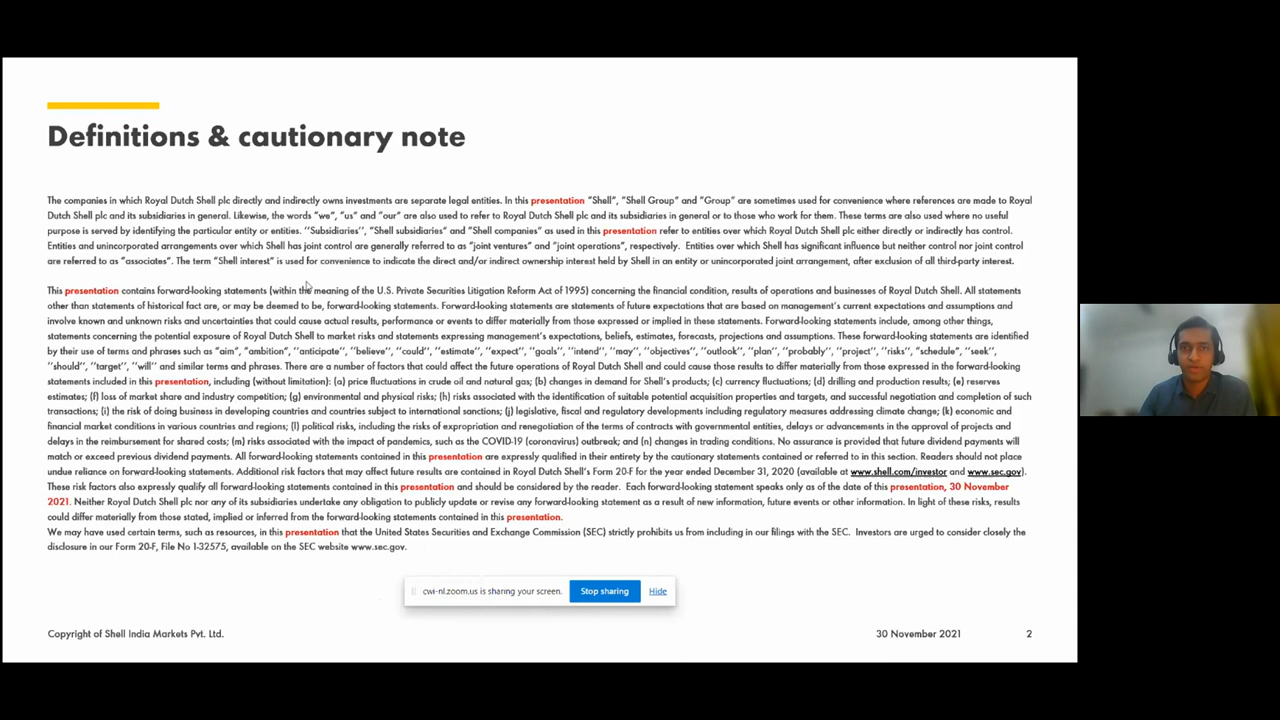 Definitions & cautionary note
The companies in which Royal Dutch Shell plc directly and indirectly owns investments are separate legal entities. In this presentation "Shell", "Shell Group" and "Group" are sometimes used for convenience where references are made to Royal
Dutch Shell plc and its subsidiaries in general. Likewise, the words "we", "us" and "our" are also used to refer to Royal Dutch Shell plc and its subsidiaries in general or to those who work for them. These terms are also used where no useful
purpose is served by identifying the particular entity or entities. ''Subsidiaries'', "Shell subsidiaries" and "Shell companies" as used in this presentation refer to entities over which Royal Dutch Shell plc either directly or indirectly has control.
Entities and unincorporated arrangements over which Shell has joint control are generally referred to as "joint ventures" and "joint operations", respectively. Entities over which Shell has significant influence but neither control nor joint control
are referred to as "associates". The term "Shell interest" is used for convenience to indicate the direct and/or indirect ownership interest held by Shell in an entity or unincorporated joint arrangement, after exclusion of all third-party interest.
This presentation contains forward-looking statements (within the meaning of the U.S. Private Securities Litigation Reform Act of 1995) concerning the financial condition, results of operations and businesses of Royal Dutch Shell. All statements
other than statements of historical fact are, or may be deemed to be, forward-looking statements. Forward-looking statements are statements of future expectations that are based on management's current expectations and assumptions and
involve known and unknown risks and uncertainties that could cause actual results, performance or events to differ materially from those expressed or implied in these statements. Forward-looking statements include, among other things,
statements concerning the potential exposure of Royal Dutch Shell to market risks and statements expressing management's expectations, beliefs, estimates, forecasts, projections and assumptions. These forward-looking statements are identified
by their use of terms and phrases such as "aim", "ambition", ''anticipate'', ''believe'', ''could'', ''estimate'', ''expect'', ''goals'', ''intend'', ''may'', ''objectives'', ''outlook'', ''plan'', ''probably'', ''project'', ''risks'', "schedule", ''seek'',
''should'', ''target'', ''will'' and similar terms and phrases. There are a number of factors that could affect the future operations of Royal Dutch Shell and could cause those results to differ materially from those expressed in the forward-looking
statements included in this presentation, including (without limitation): (a) price fluctuations in crude oil and natural gas; (b) changes in demand for Shell's products; (c) currency fluctuations; (d) drilling and production results; (e) reserves
estimates; (f) loss of market share and industry competition; (g) environmental and physical risks; (h) risks associated with the identification of suitable potential acquisition properties and targets, and successful negotiation and completion of such
transactions; (i) the risk of doing business in developing countries and countries subject to international sanctions; (j) legislative, fiscal and regulatory developments including regulatory measures addressing climate change; (k) economic and
financial market conditions in various countries and regions; (l) political risks, including the risks of expropriation and renegotiation of the terms of contracts with governmental entities, delays or advancements in the approval of projects and
delays in the reimbursement for shared costs; (m) risks associated with the impact of pandemics, such as the COVID-19 (coronavirus) outbreak; and (n) changes in trading conditions. No assurance is provided that future dividend payments will
match or exceed previous dividend payments. All forward-looking statements contained in this presentation are expressly qualified in their entirety by the cautionary statements contained or referred to in this section. Readers should not place
undue reliance on forward-looking statements. Additional risk factors that may affect future results are contained in Royal Dutch Shell's Form 20-F for the year ended December 31, 2020 (available at www.shell.com/investor and www.sec.gov).
These risk factors also expressly qualify all forward-looking statements contained in this presentation and should be considered by the reader. Each forward-looking statement speaks only as of the date of this presentation, 30 November
2021. Neither Royal Dutch Shell plc nor any of its subsidiaries undertake any obligation to publicly update or revise any forward-looking statement as a result of new information, future events or other information. In light of these risks, results
could differ materially from those stated, implied or inferred from the forward-looking statements contained in this presentation.
We may have used certain terms, such as resources, in this presentation that the United States Securities and Exchange Commission (SEC) strictly prohibits us from including in our filings with the SEC. Investors are urged to consider closely the
disclosure in our Form 20-F, File No 1-32575, available on the SEC website www.sec.gov.
cwi-nl.zoom.us is sharing your screen. Stop sharing Hide
Copyright of Shell India Markets Pvt. Ltd. 30 November 2021 2